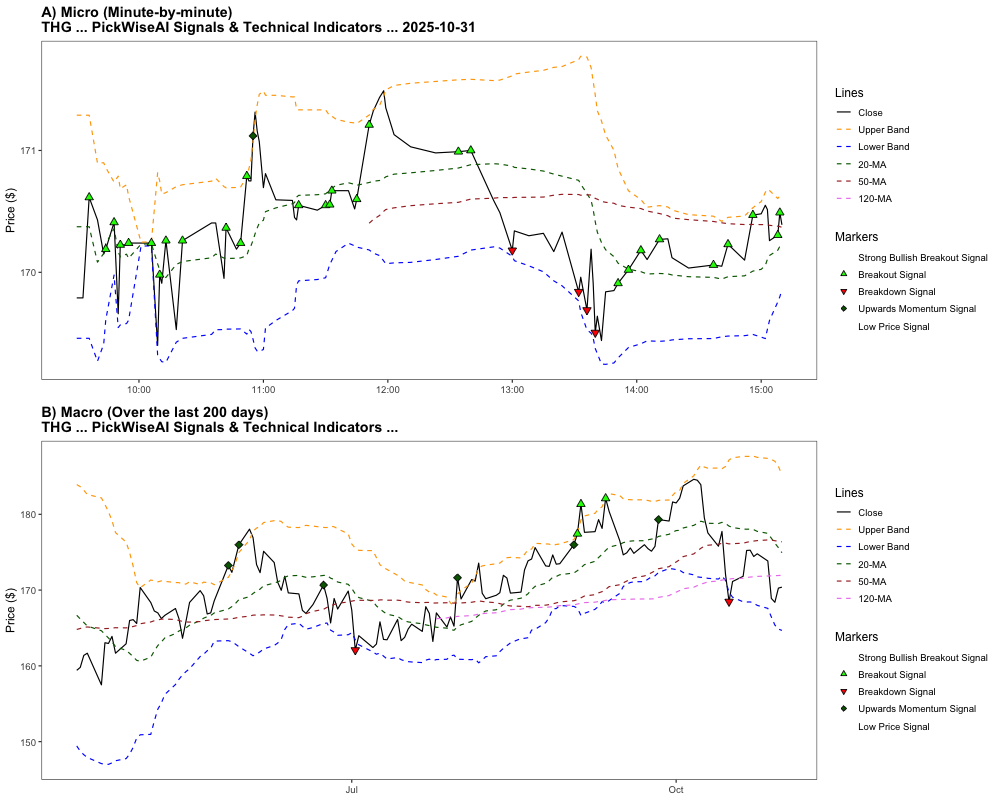 A) Micro (Minute-by-minute)
THG ... PickWiseAI Signals & Technical Indicators ... 2025-10-31
Price ($)
171
170
10:00
11:00
12:00
13:00
14:00
15:00
Lines
Close
Upper Band
Lower Band
20-MA
50-MA
120-MA
Markers
Strong Bullish Breakout Signal
Breakout Signal
Breakdown Signal
Upwards Momentum Signal
Low Price Signal
B) Macro (Over the last 200 days)
THG ... PickWiseAI Signals & Technical Indicators ...
Price ($)
180
170
160
150
Jul
Oct
Lines
Close
Upper Band
Lower Band
20-MA
50-MA
120-MA
Markers
Strong Bullish Breakout Signal
Breakout Signal
Breakdown Signal
Upwards Momentum Signal
Low Price Signal